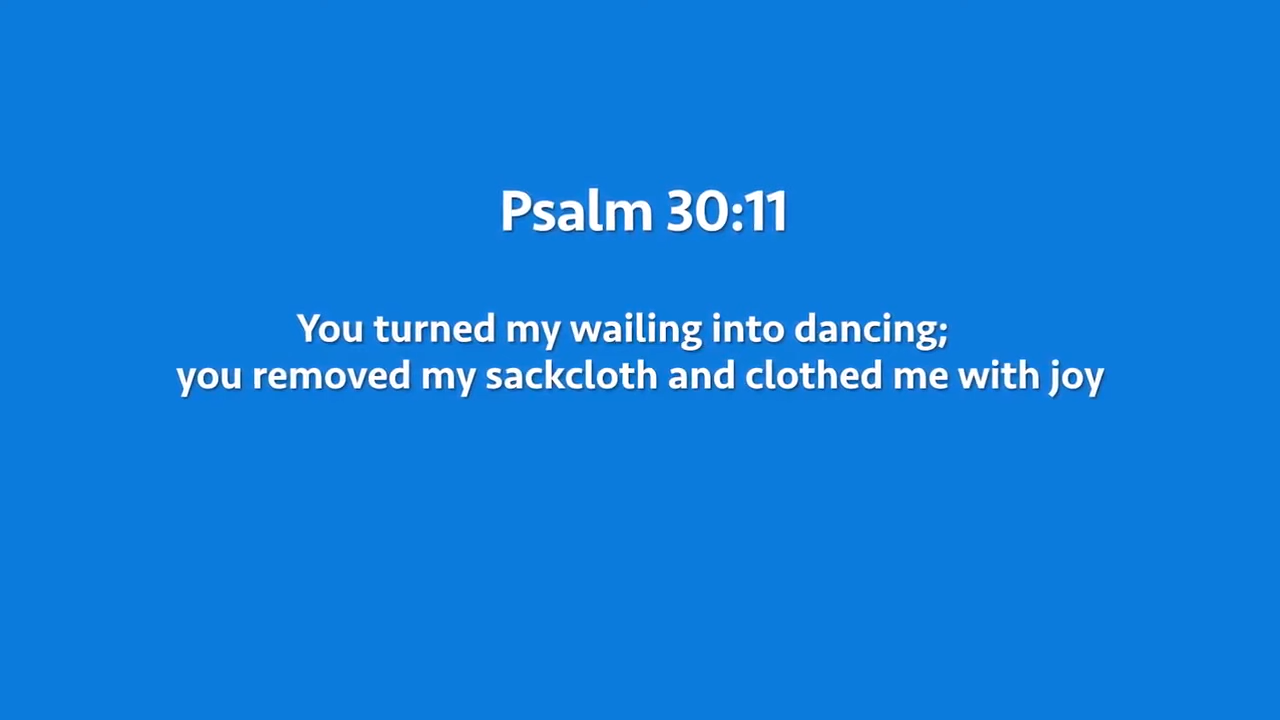 Psalm 30:11
You turned my wailing into dancing;
you removed my sackcloth and clothed me with joy